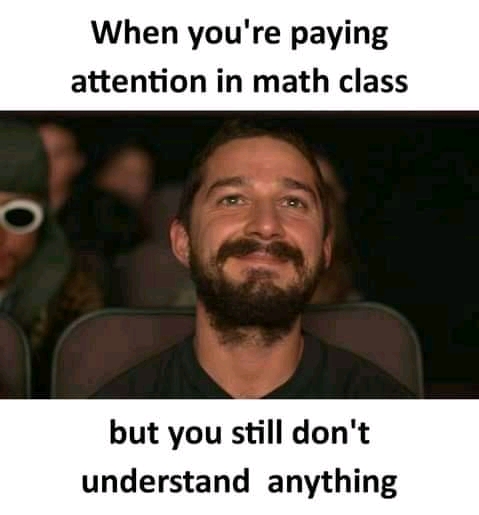 When you're paying
attention in math class
but you still don't
understand anything